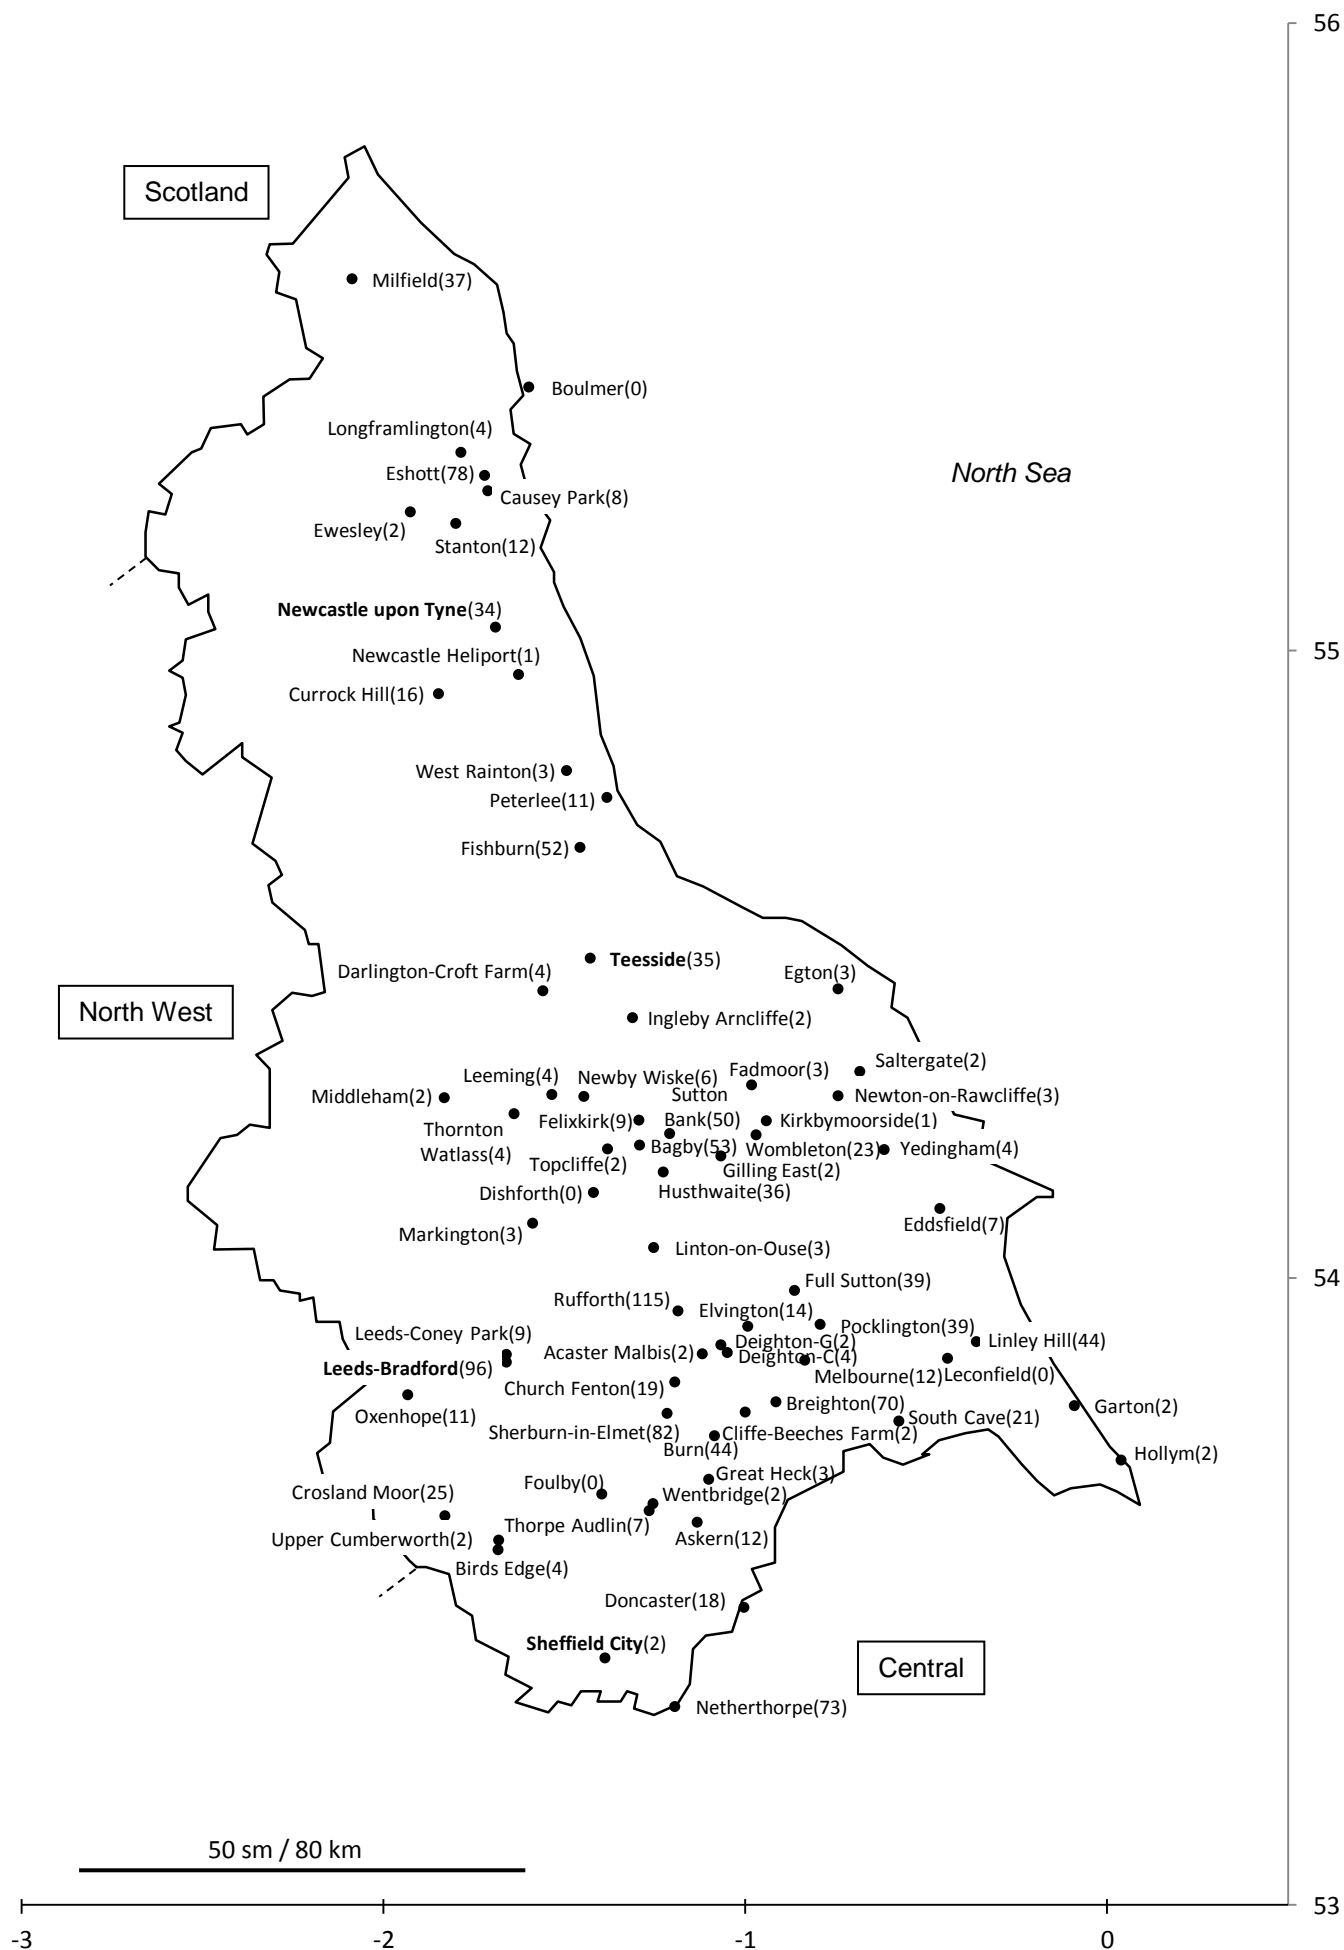 56
Scotland
Milfield(37)
Boulmer(0)
Longframlington(4)
North Sea
Eshott(78)
Causey Park(8)
Ewesley(2)
Stanton(12)
Newcastle upon Tyne(34)
55
Newcastle Heliport(1)
Currock Hill(16)
West Rainton(3)
Peterlee(11)
Fishburn(52)
Teesside(35)
Darlington-Croft Farm(4)
Egton(3)
North West
Ingleby Arncliffe(2)
Saltergate(2)
Fadmoor(3)
Leeming(4)
Newby Wiske(6)
Middleham(2)
Sutton
Bank(50)
Newton-on-Rawcliffe(3)
Felixkirk(9)
Kirkbymoorside(1)
Thornton
Watlass(4)
Bagby(53)
Wombleton(23)
Yedingham(4)
Topcliffe(2)
Gilling East(2)
Dishforth(0)
Husthwaite(36)
Eddsfield(7)
Markington(3)
Linton-on-Ouse(3)
54
Full Sutton(39)
Rufforth(115)
Elvington(14)
Pocklington(39)
Leeds-Coney Park(9)
Deighton-G(2)
Linley Hill(44)
Acaster Malbis(2)
Deighton-C(4)
Leeds-Bradford(96)
Melbourne(12)
Leconfield(0)
Church Fenton(19)
Breighton(70)
Garton(2)
Oxenhope(11)
South Cave(21)
Sherburn-in-Elmet(82)
Cliffe-Beeches Farm(2)
Burn(44)
Hollym(2)
Great Heck(3)
Foulby(0)
Crosland Moor(25)
Wentbridge(2)
Thorpe Audlin(7)
Upper Cumberworth(2)
Askern(12)
Birds Edge(4)
Doncaster(18)
Sheffield City(2)
Central
Netherthorpe(73)
50 sm / 80 km
53
-3
-2
-1
0